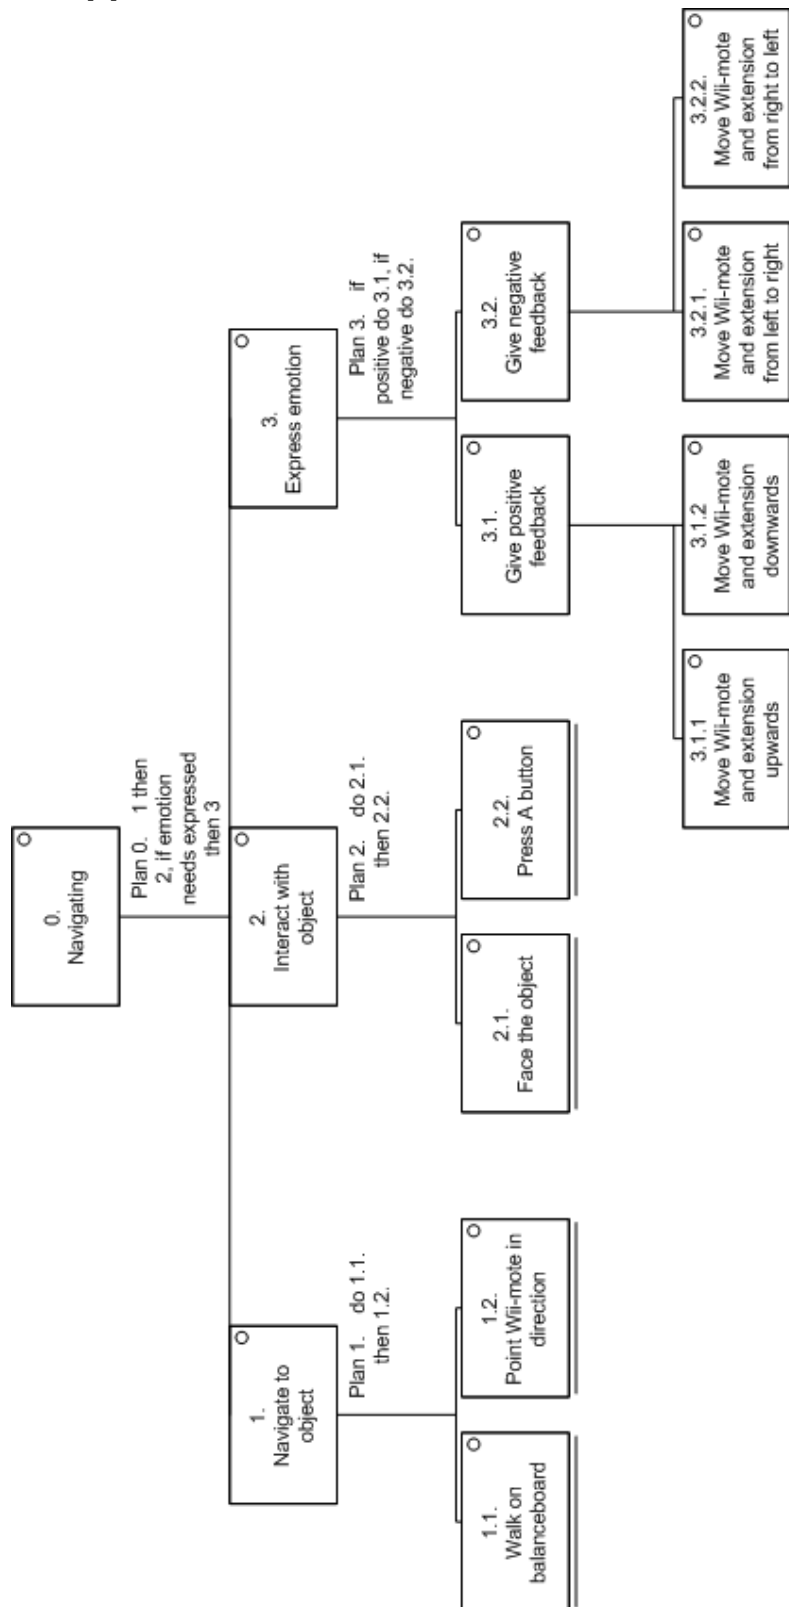 0.
Navigating
Plan 0. 1 then
2, if emotion
needs expressed
then 3
1.
Navigate to
object
2.
Interact with
object
3.
Express emotion
Plan 1. do 1.1.
then 1.2.
Plan 2. do 2.1.
then 2.2.
Plan 3. if
positive do 3.1, if
negative do 3.2.
1.1.
Walk on
balanceboard
1.2.
Point Wii-mote in
direction
2.1.
Face the object
2.2.
Press A button
3.1.
Give positive
feedback
3.2.
Give negative
feedback
3.1.1
Move Wii-mote
and extension
upwards
3.1.2
Move Wii-mote
and extension
downwards
3.2.1.
Move Wii-mote
and extension
from left to right
3.2.2.
Move Wii-mote
and extension
from right to left